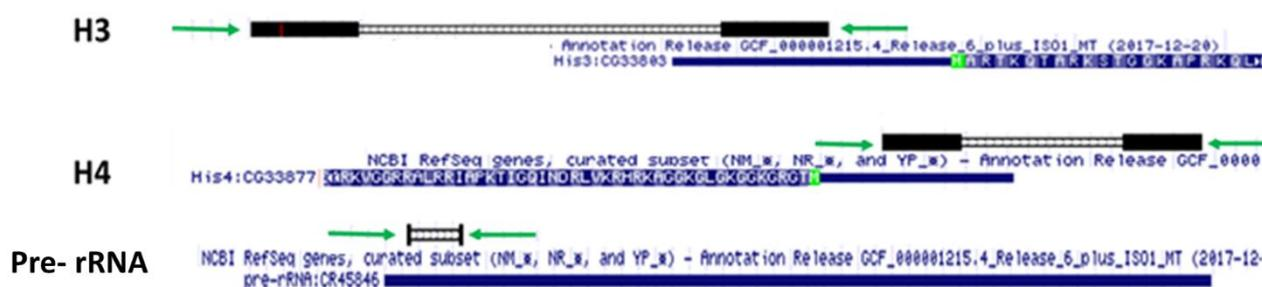 H3
Annotation Release GCF_000001215.4_Release_6_plus_ISO1_MT (2017-12-20)
His3:CG33803
MARTKQTARKSTGGKAPRKQL
H4
NCBI RefSeq genes, curated subset (NM_*, NR_*, and YP_*) - Annotation Release GCF_0000
His4:CG33877
GRKVGGRRALRRIAPKTIGQINDRLVKRHRKAGGKGLGKGGKGRGTM
Pre- rRNA
NCBI RefSeq genes, curated subset (NM_*, NR_*, and YP_*) - Annotation Release GCF_000001215.4_Release_6_plus_ISO1_MT (2017-12-
pre-rRNA:CR45846